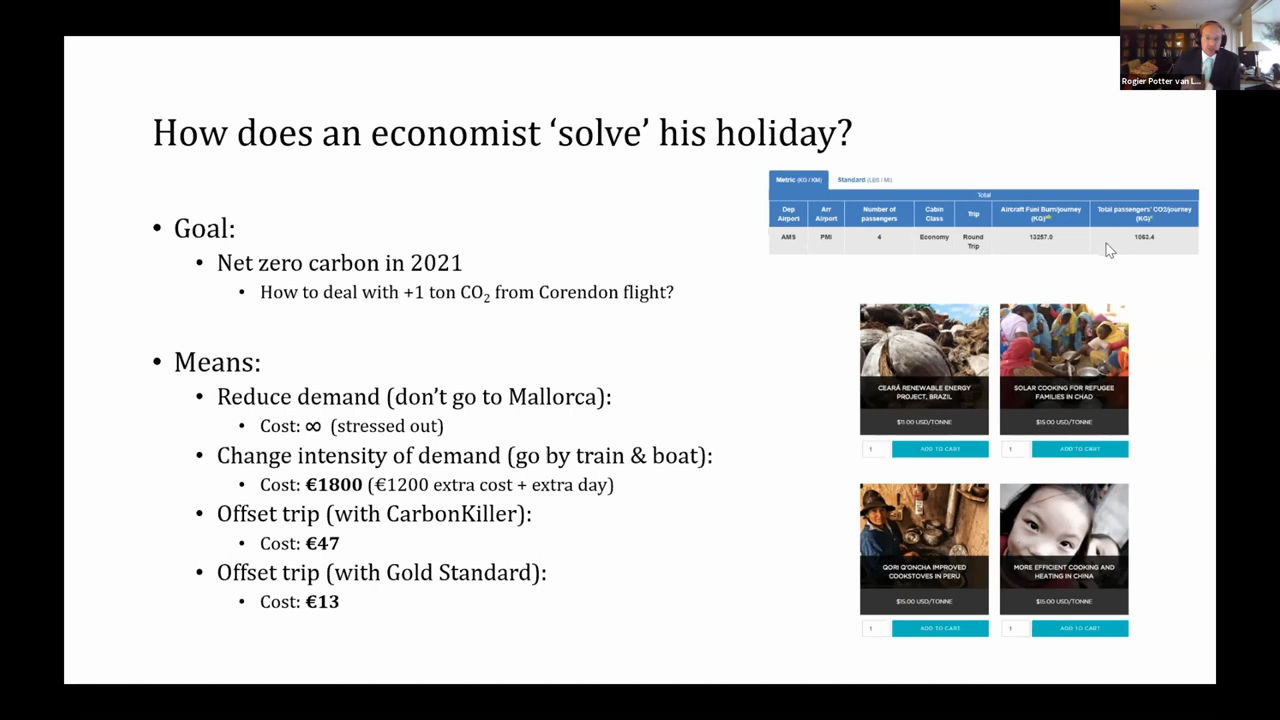 Rogier Potter van L...
How does an economist ‘solve’ his holiday?
• Goal:
• Net zero carbon in 2021
• How to deal with +1 ton CO₂ from Corendon flight?
• Means:
• Reduce demand (don’t go to Mallorca):
• Cost: ∞ (stressed out)
• Change intensity of demand (go by train & boat):
• Cost: €1800 (€1200 extra cost + extra day)
• Offset trip (with CarbonKiller):
• Cost: €47
• Offset trip (with Gold Standard):
• Cost: €13
Metric (KG / KM) Standard (LBS / MI)
Total
Dep Airport Arr Airport Number of passengers Cabin Class Trip Aircraft Fuel Burn/journey (KG) Total passengers' CO2/journey (KG)
AMS PMI 4 Economy Round Trip 13257.0 1063.4
CEARÁ RENEWABLE ENERGY
PROJECT, BRAZIL
$11.00 USD/TONNE
1 ADD TO CART
SOLAR COOKING FOR REFUGEE
FAMILIES IN CHAD
$15.00 USD/TONNE
1 ADD TO CART
QORI Q'ONCHA IMPROVED
COOKSTOVES IN PERU
$15.00 USD/TONNE
1 ADD TO CART
MORE EFFICIENT COOKING AND
HEATING IN CHINA
$15.00 USD/TONNE
1 ADD TO CART